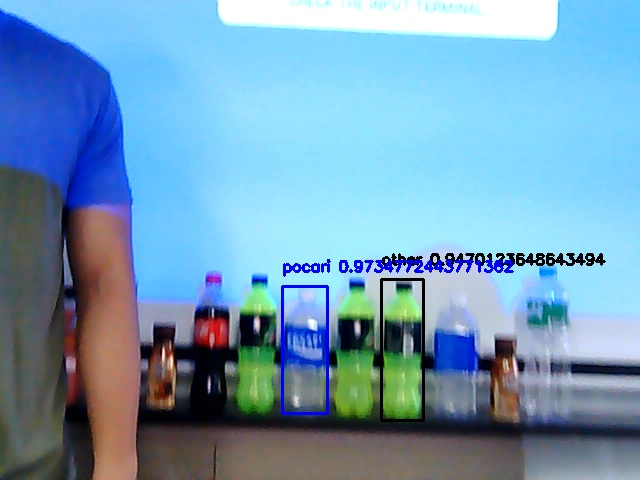 CHECK THE INPUT TERMINAL
other 0.9470123648643494
pocari 0.9734772443771362